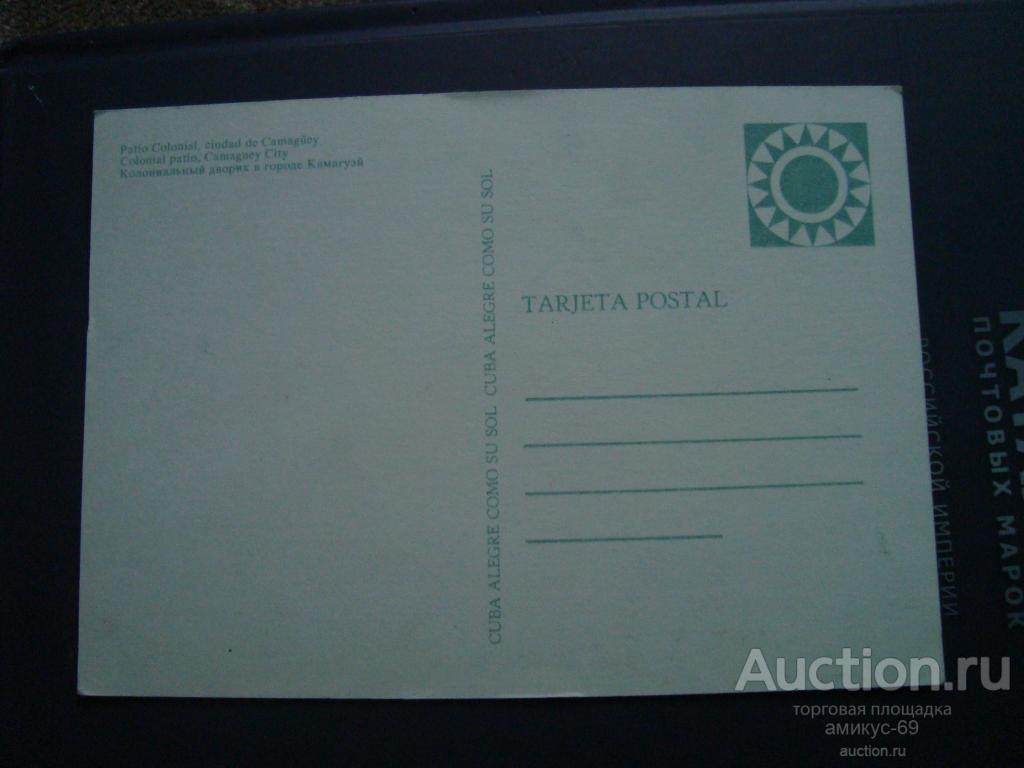 Patio Colonial, ciudad de Camagüey
Colonial patio, Camaguey City
Колониальный дворик в городе Камагуэй
CUBA ALEGRE COMO SU SOL CUBA ALEGRE COMO SU SOL
TARJETA POSTAL
ПОЧТОВЫХ МАРОК
РОССИЙСКОЙ ИМПЕРИИ
Auction.ru
торговая площадка
амикус-69
auction.ru